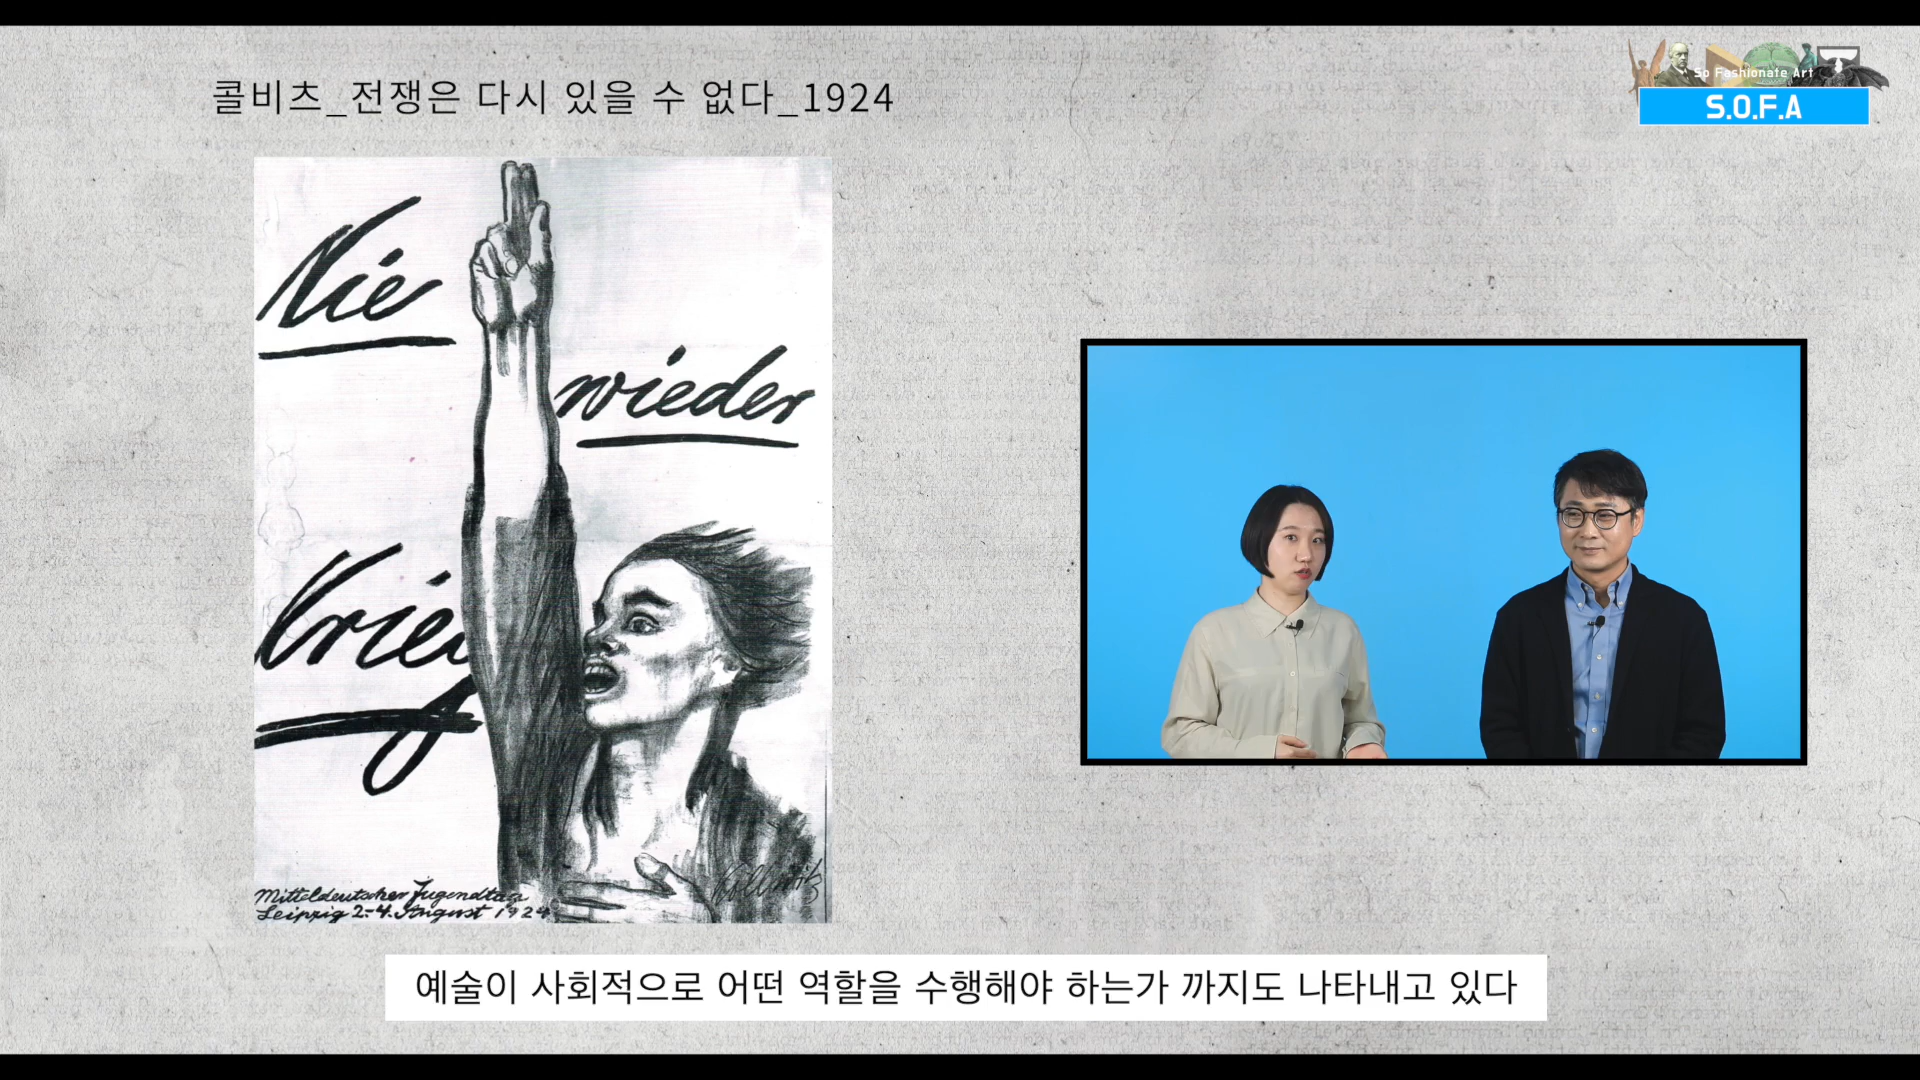 콜비츠_전쟁은 다시 있을 수 없다_1924
So Fashionate Art
S.O.F.A
Nie
wieder
Krieg
Mitteldeutscher Jugendtag
Leipzig 2-4. August 1924
Kollwitz
예술이 사회적으로 어떤 역할을 수행해야 하는가 까지도 나타내고 있다